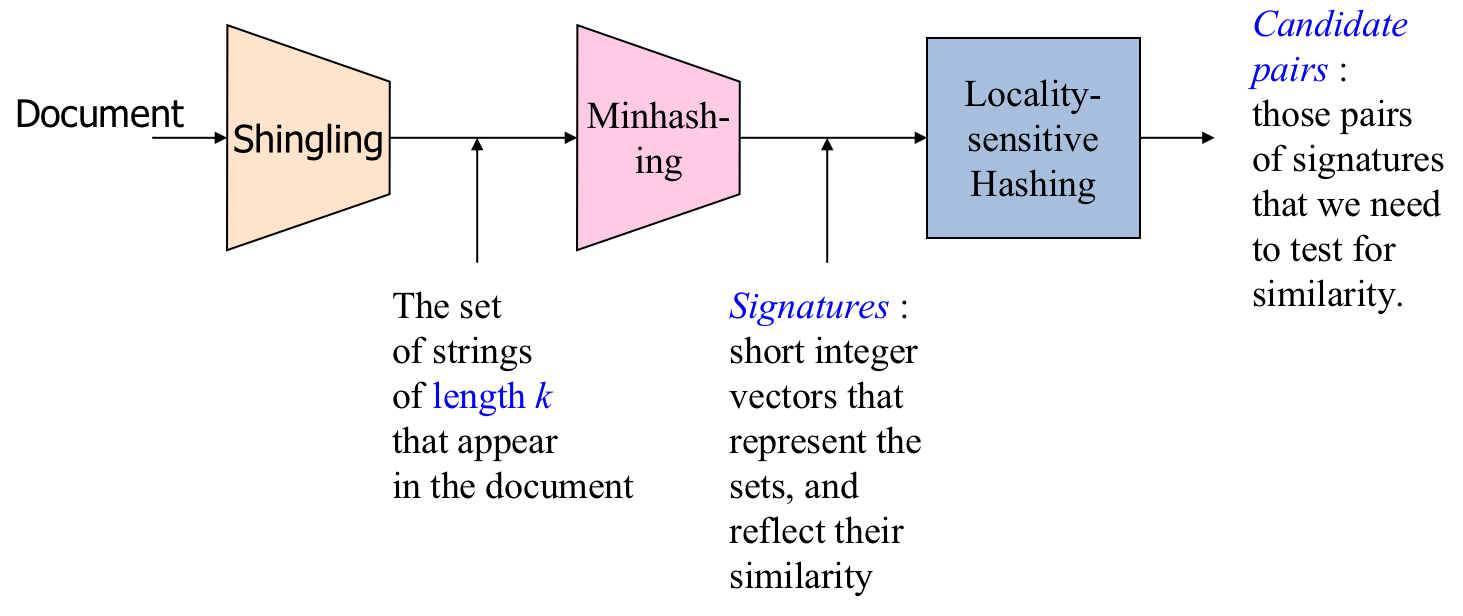 Document
Shingling
Minhash-
ing
Locality-
sensitive
Hashing
Candidate
pairs :
those pairs
of signatures
that we need
to test for
similarity.
The set
of strings
of length k
that appear
in the document
Signatures :
short integer
vectors that
represent the
sets, and
reflect their
similarity